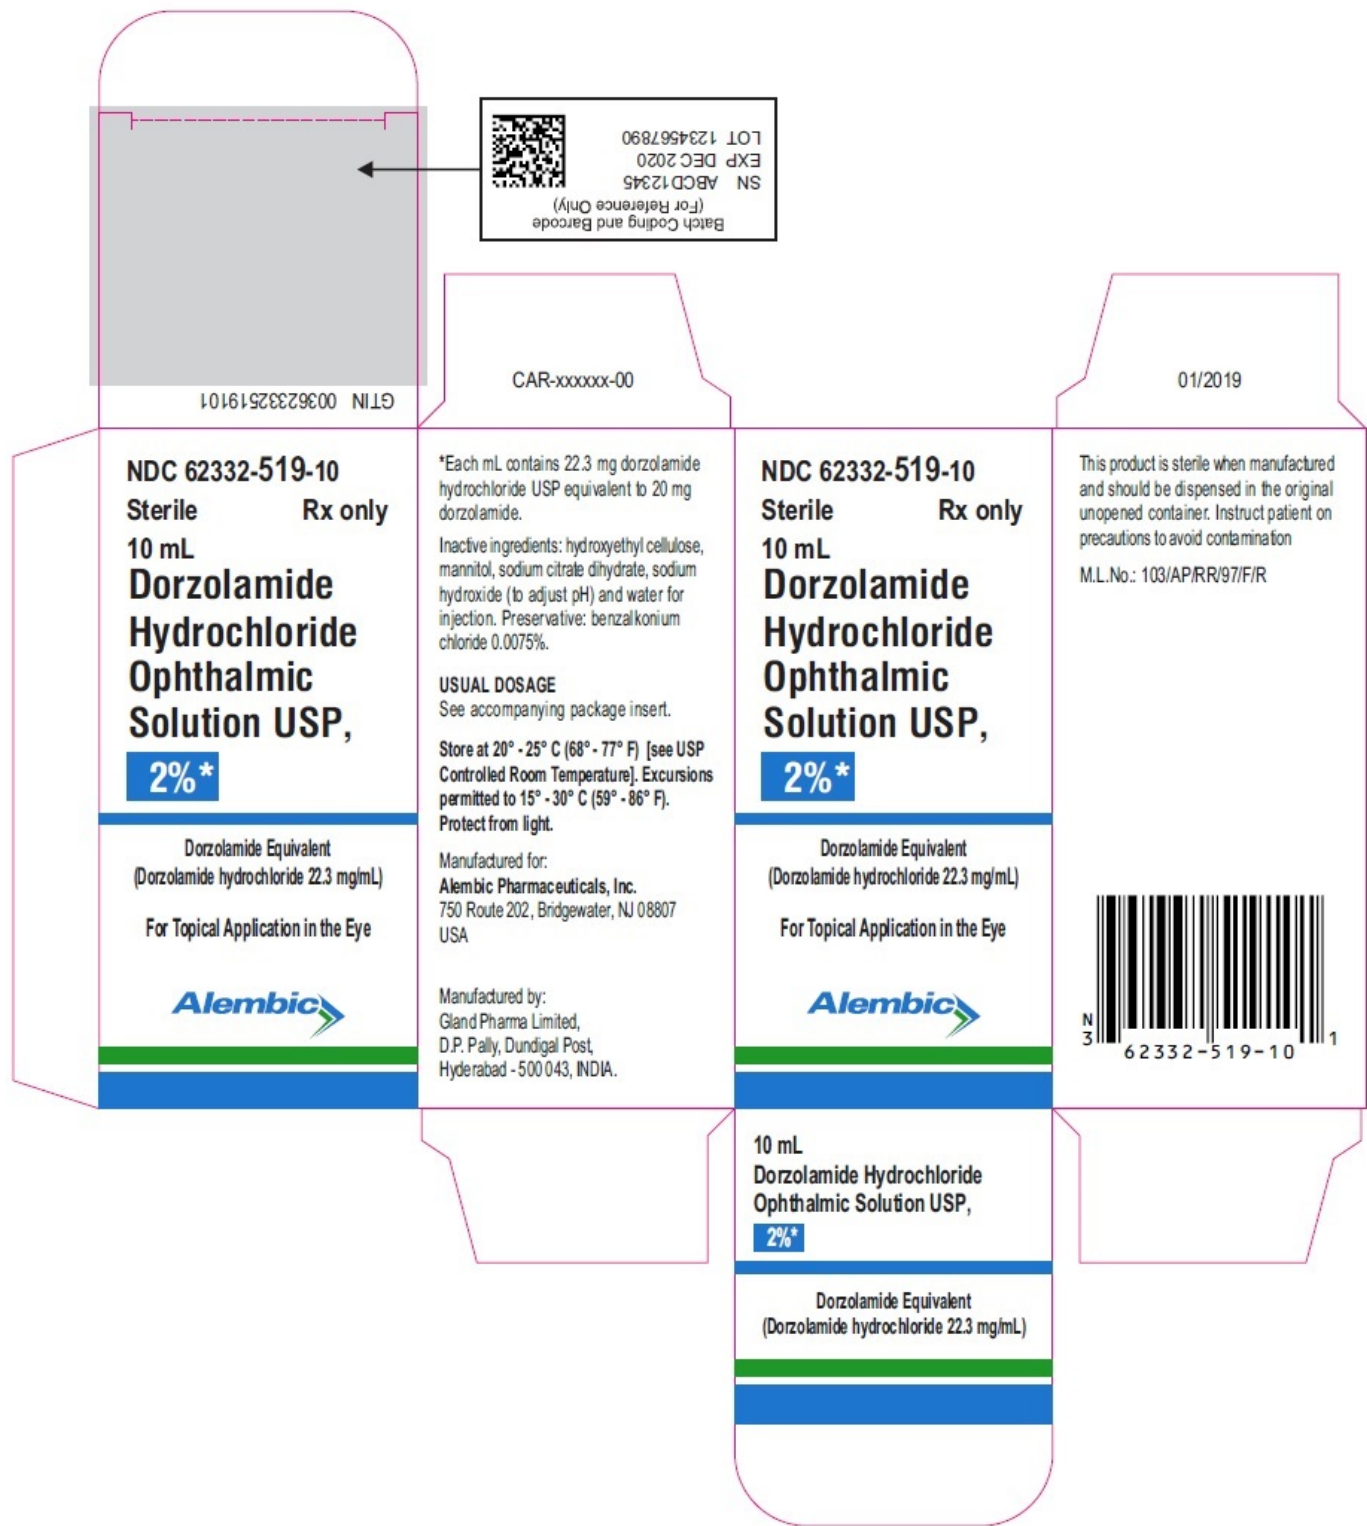 Batch Coding and Barcode
(For Reference Only)
SN ABCD12345
EXP DEC 2020
LOT 1234567890
GTIN 00362332519101
NDC 62332-519-10
Sterile Rx only
10 mL
Dorzolamide
Hydrochloride
Ophthalmic
Solution USP,
2%*
Dorzolamide Equivalent
(Dorzolamide hydrochloride 22.3 mg/mL)
For Topical Application in the Eye
Alembic
CAR-xxxxxx-00
*Each mL contains 22.3 mg dorzolamide
hydrochloride USP equivalent to 20 mg
dorzolamide.
Inactive ingredients: hydroxyethyl cellulose,
mannitol, sodium citrate dihydrate, sodium
hydroxide (to adjust pH) and water for
injection. Preservative: benzalkonium
chloride 0.0075%.
USUAL DOSAGE
See accompanying package insert.
Store at 20° - 25° C (68° - 77° F) [see USP
Controlled Room Temperature]. Excursions
permitted to 15° - 30° C (59° - 86° F).
Protect from light.
Manufactured for:
Alembic Pharmaceuticals, Inc.
750 Route 202, Bridgewater, NJ 08807
USA
Manufactured by:
Gland Pharma Limited,
D.P. Pally, Dundigal Post,
Hyderabad - 500 043, INDIA.
NDC 62332-519-10
Sterile Rx only
10 mL
Dorzolamide
Hydrochloride
Ophthalmic
Solution USP,
2%*
Dorzolamide Equivalent
(Dorzolamide hydrochloride 22.3 mg/mL)
For Topical Application in the Eye
Alembic
01/2019
This product is sterile when manufactured
and should be dispensed in the original
unopened container. Instruct patient on
precautions to avoid contamination
M.L.No.: 103/AP/RR/97/F/R
N
3 62332-519-10 1
10 mL
Dorzolamide Hydrochloride
Ophthalmic Solution USP,
2%*
Dorzolamide Equivalent
(Dorzolamide hydrochloride 22.3 mg/mL)